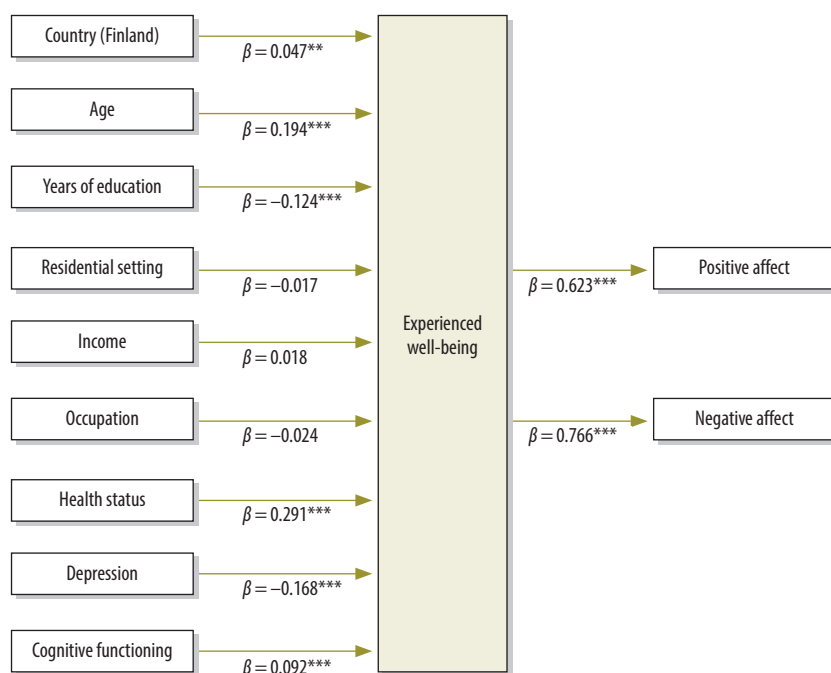 Country (Finland)
β = 0.047**
Age
β = 0.194***
Years of education
β = –0.124***
Residential setting
β = –0.017
Income
β = 0.018
Occupation
β = –0.024
Health status
β = 0.291***
Depression
β = –0.168***
Cognitive functioning
β = 0.092***
Experienced
well-being
β = 0.623***
Positive affect
β = 0.766***
Negative affect